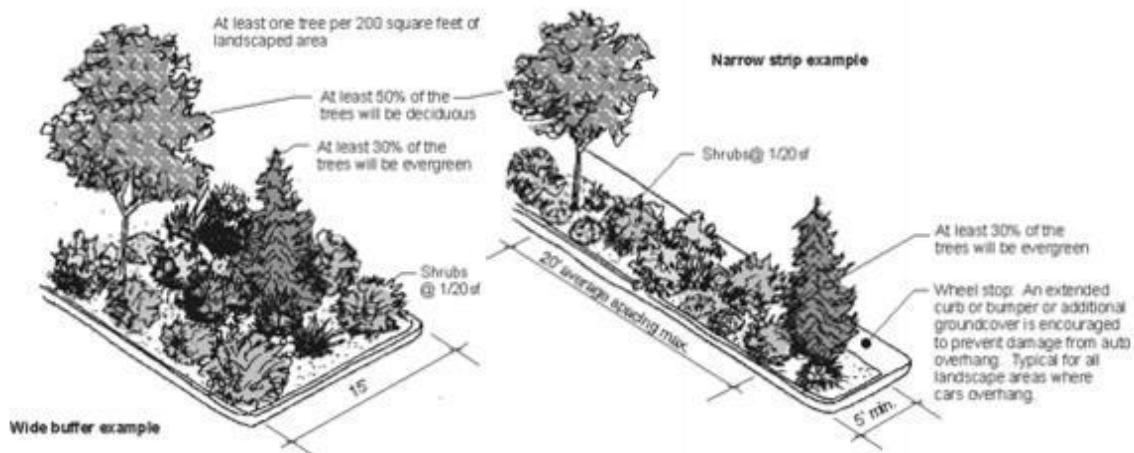 At least one tree per 200 square feet of
landscaped area
At least 50% of the
trees will be deciduous
At least 30% of the
trees will be evergreen
Shrubs
@ 1/20 sf
15'
Wide buffer example
Narrow strip example
Shrubs@ 1/20 sf
20' average spacing max.
At least 30% of the
trees will be evergreen
Wheel stop: An extended
curb or bumper or additional
groundcover is encouraged
to prevent damage from auto
overhang. Typical for all
landscape areas where
cars overhang.
5' min.